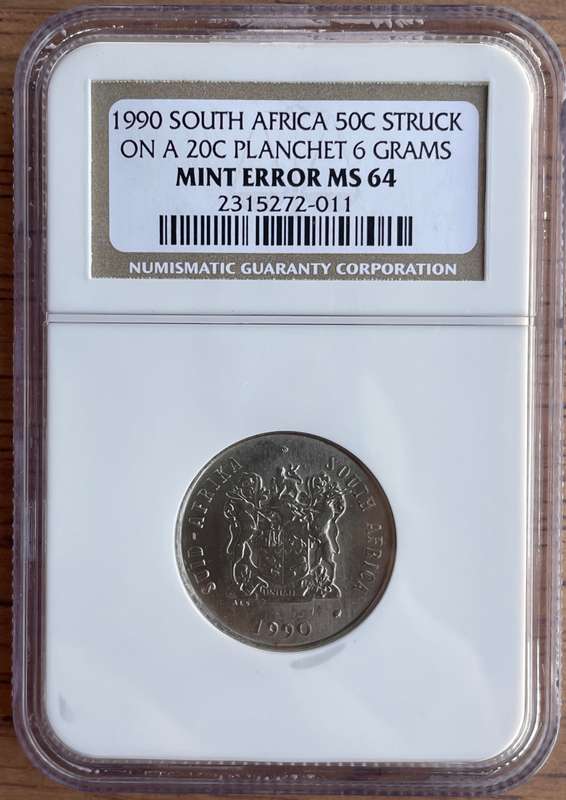 1990 SOUTH AFRICA 50C STRUCK
ON A 20C PLANCHET 6 GRAMS
MINT ERROR MS 64
2315272-011
NUMISMATIC GUARANTY CORPORATION
SUID-AFRIKA SOUTH AFRICA
1990